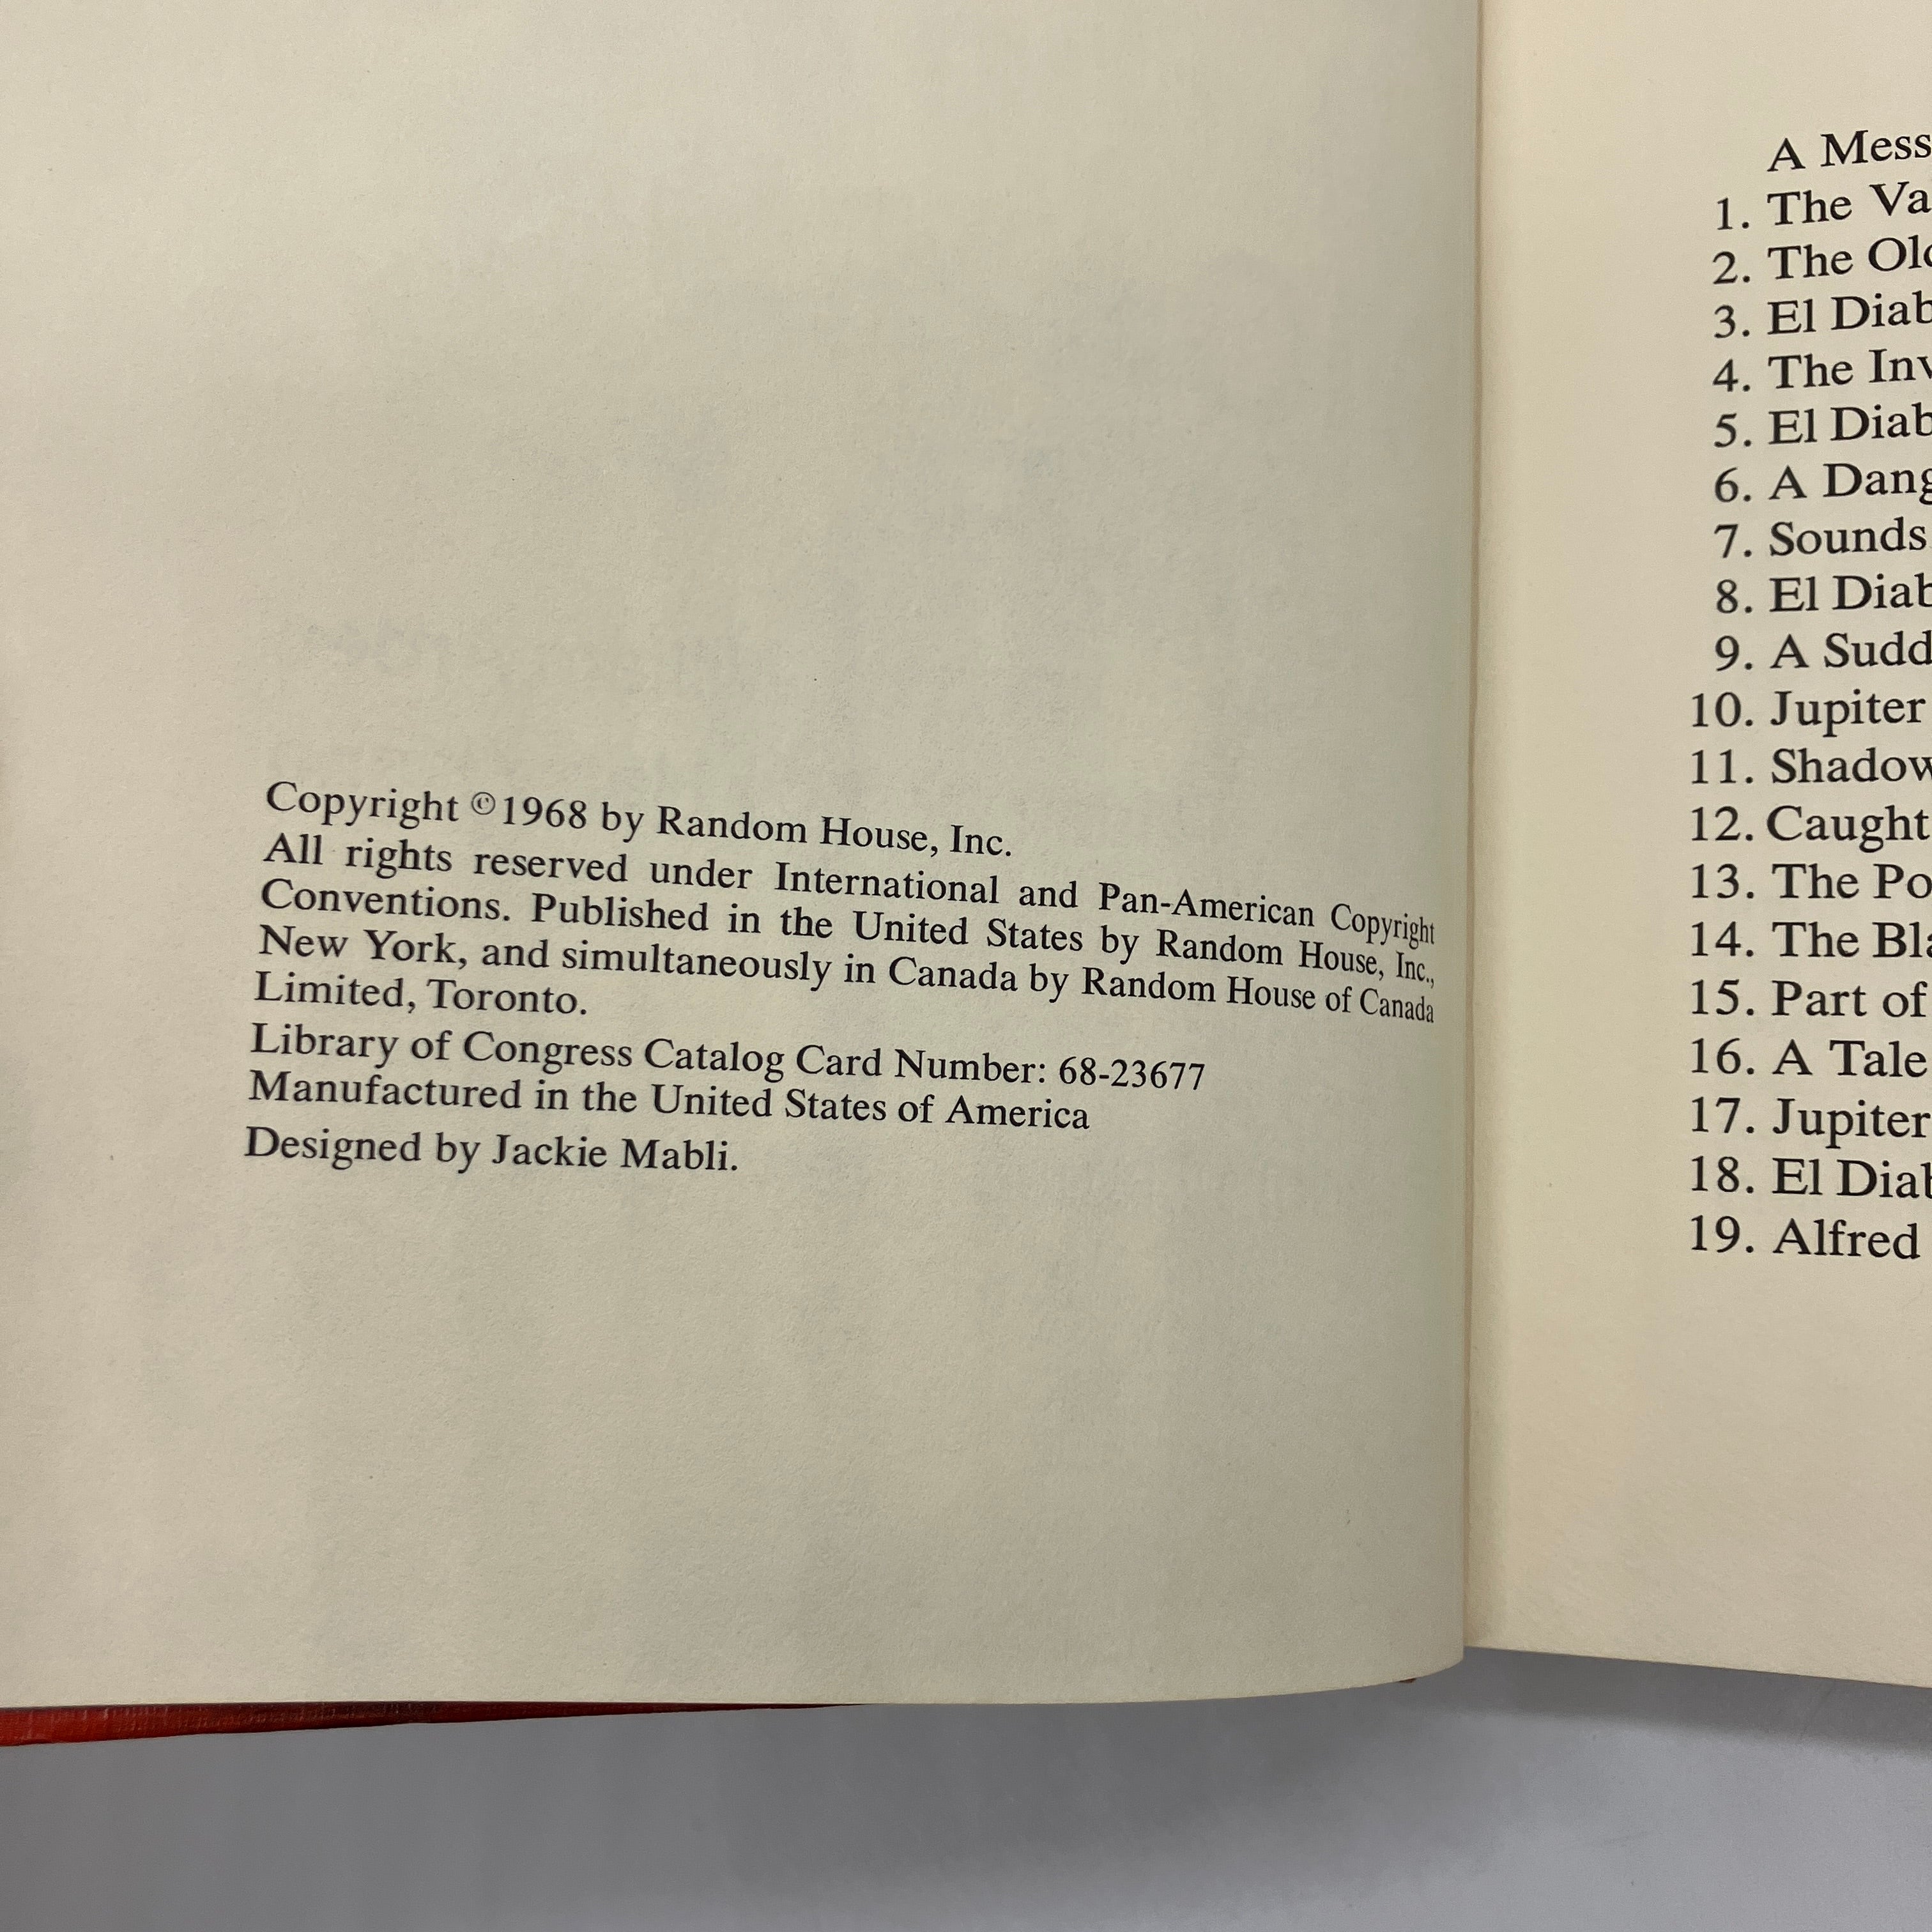 Copyright ©1968 by Random House, Inc.
All rights reserved under International and Pan-American Copyright
Conventions. Published in the United States by Random House, Inc.,
New York, and simultaneously in Canada by Random House of Canada
Limited, Toronto.
Library of Congress Catalog Card Number: 68-23677
Manufactured in the United States of America
Designed by Jackie Mabli.
A Mess
1. The Va
2. The Old
3. El Diab
4. The Inv
5. El Diab
6. A Dang
7. Sounds
8. El Diab
9. A Sudd
10. Jupiter
11. Shadow
12. Caught
13. The Po
14. The Bla
15. Part of
16. A Tale
17. Jupiter
18. El Diab
19. Alfred